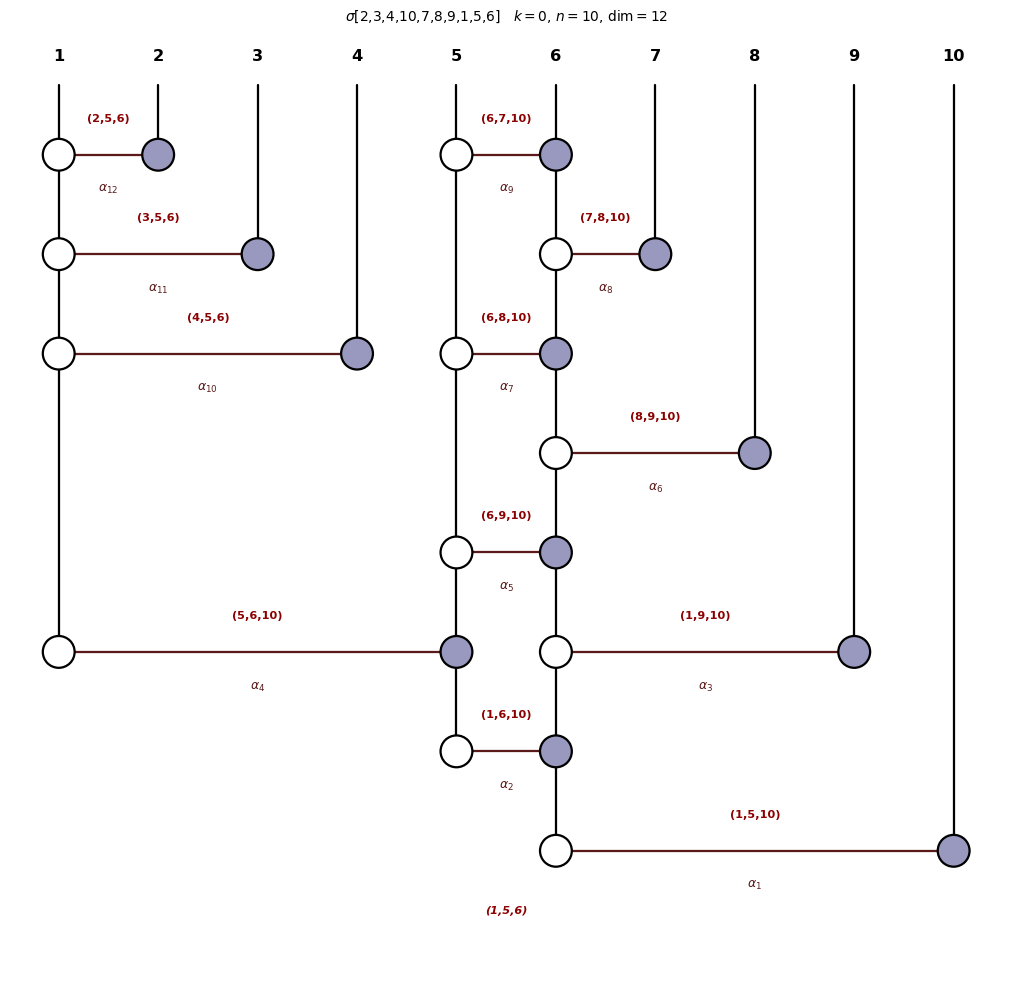 σ[2,3,4,10,7,8,9,1,5,6] k=0, n=10, dim=12
1 2 3 4 5 6 7 8 9 10
(2,5,6) (6,7,10)
α₁₂ α₉
(3,5,6) (7,8,10)
α₁₁ α₈
(4,5,6) (6,8,10)
α₁₀ α₇
(8,9,10)
α₆
(6,9,10)
α₅
(5,6,10) (1,9,10)
α₄ α₃
(1,6,10)
α₂
(1,5,10)
α₁
(1,5,6)